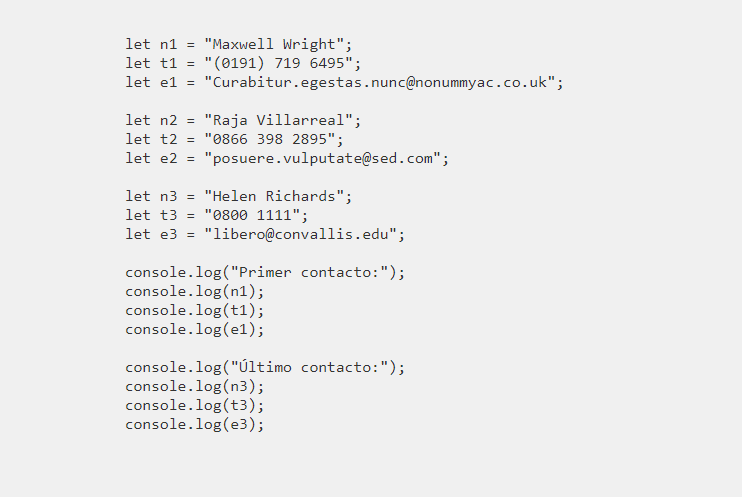 let n1 = "Maxwell Wright";
let t1 = "(0191) 719 6495";
let e1 = "Curabitur.egestas.nunc@nonummyac.co.uk";

let n2 = "Raja Villarreal";
let t2 = "0866 398 2895";
let e2 = "posuere.vulputate@sed.com";

let n3 = "Helen Richards";
let t3 = "0800 1111";
let e3 = "libero@convallis.edu";

console.log("Primer contacto:");
console.log(n1);
console.log(t1);
console.log(e1);

console.log("Último contacto:");
console.log(n3);
console.log(t3);
console.log(e3);